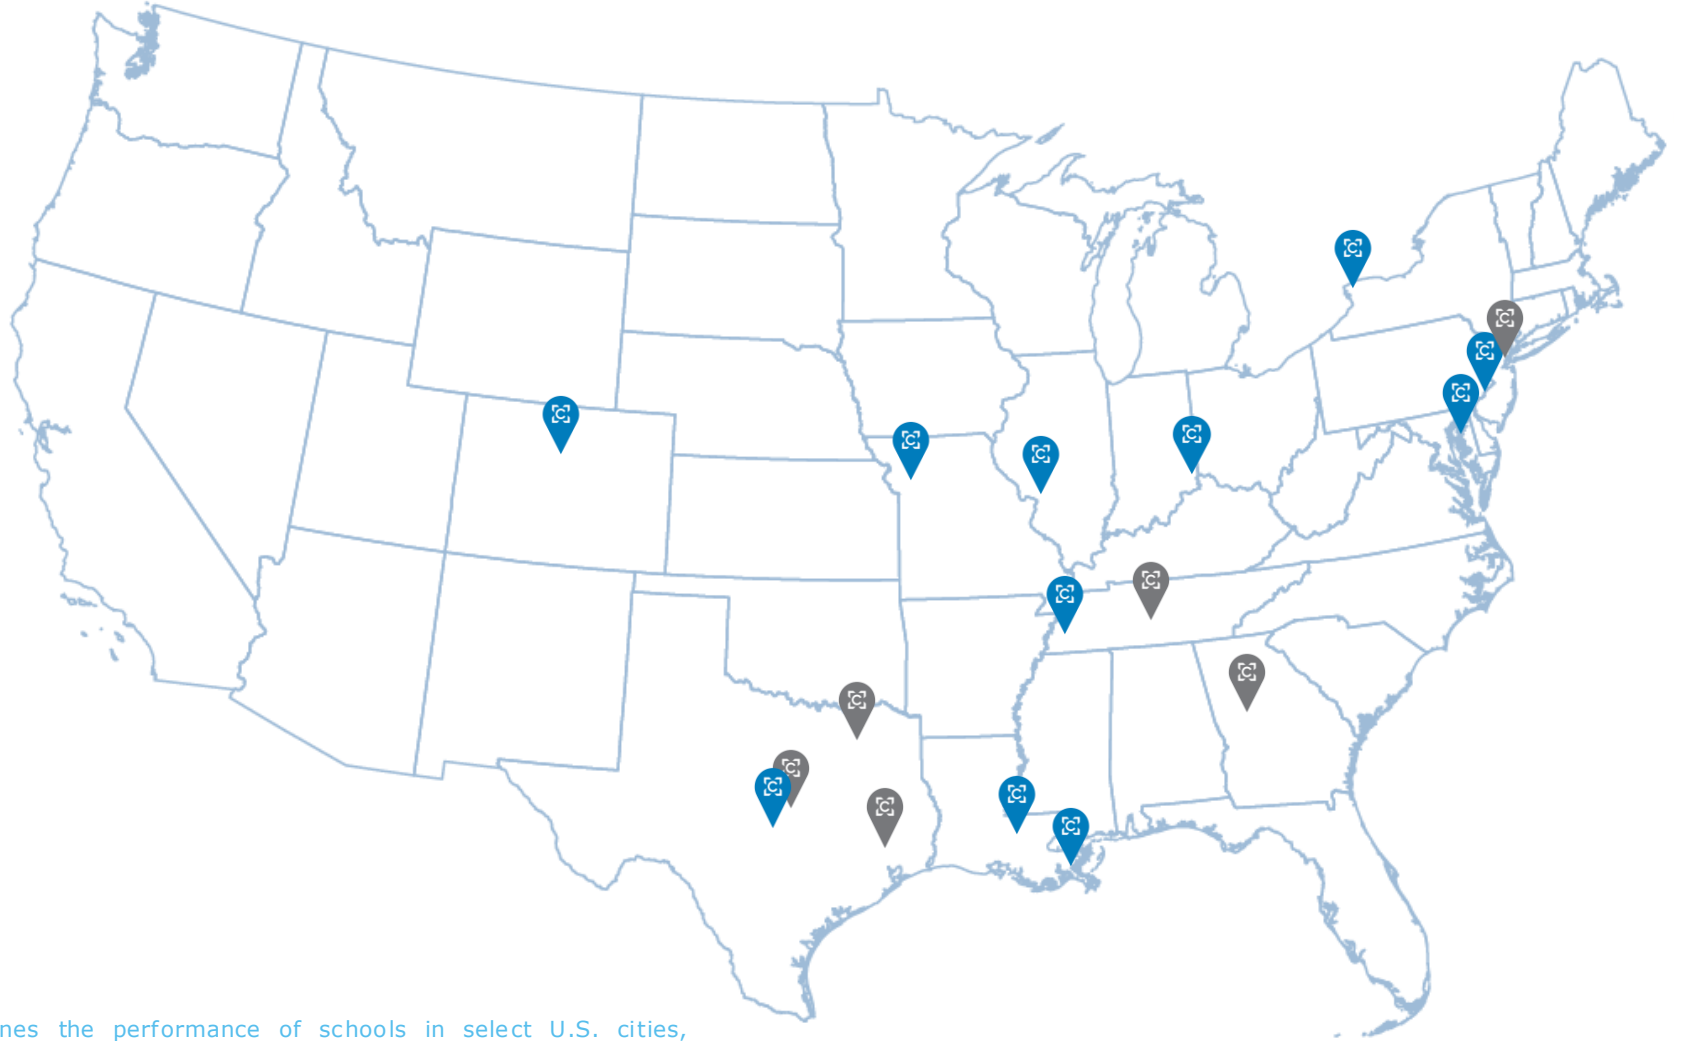 nes the performance of schools in select U.S. cities,